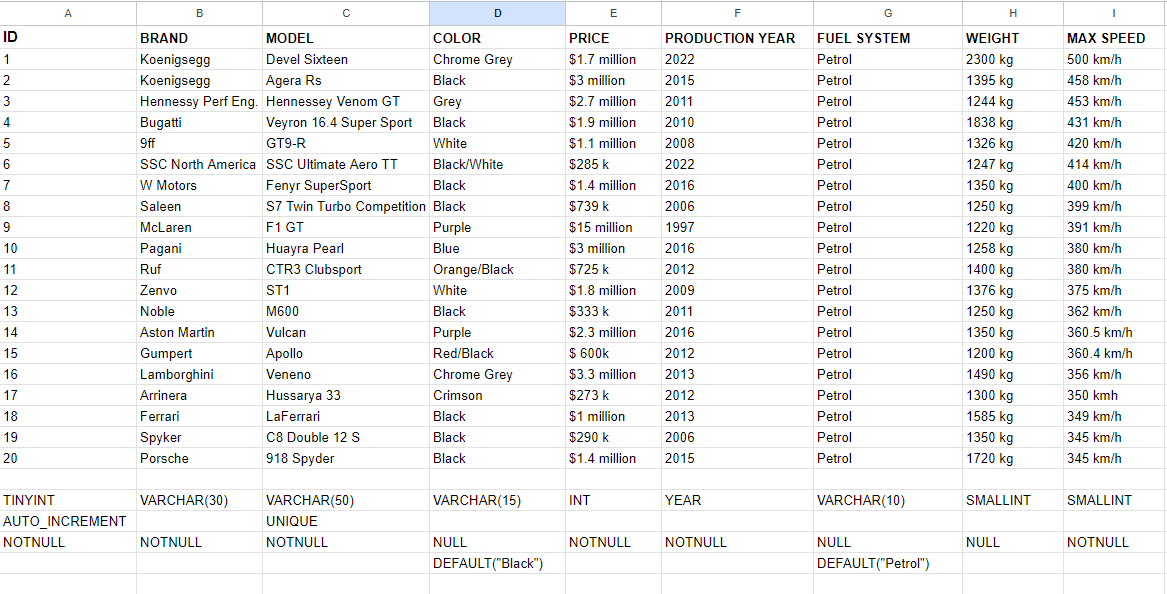 A B C D E F G H I
ID BRAND MODEL COLOR PRICE PRODUCTION YEAR FUEL SYSTEM WEIGHT MAX SPEED
1 Koenigsegg Devel Sixteen Chrome Grey $1.7 million 2022 Petrol 2300 kg 500 km/h
2 Koenigsegg Agera Rs Black $3 million 2015 Petrol 1395 kg 458 km/h
3 Hennessy Perf Eng. Hennessey Venom GT Grey $2.7 million 2011 Petrol 1244 kg 453 km/h
4 Bugatti Veyron 16.4 Super Sport Black $1.9 million 2010 Petrol 1838 kg 431 km/h
5 9ff GT9-R White $1.1 million 2008 Petrol 1326 kg 420 km/h
6 SSC North America SSC Ultimate Aero TT Black/White $285 k 2022 Petrol 1247 kg 414 km/h
7 W Motors Fenyr SuperSport Black $1.4 million 2016 Petrol 1350 kg 400 km/h
8 Saleen S7 Twin Turbo Competition Black $739 k 2006 Petrol 1250 kg 399 km/h
9 McLaren F1 GT Purple $15 million 1997 Petrol 1220 kg 391 km/h
10 Pagani Huayra Pearl Blue $3 million 2016 Petrol 1258 kg 380 km/h
11 Ruf CTR3 Clubsport Orange/Black $725 k 2012 Petrol 1400 kg 380 km/h
12 Zenvo ST1 White $1.8 million 2009 Petrol 1376 kg 375 km/h
13 Noble M600 Black $333 k 2011 Petrol 1250 kg 362 km/h
14 Aston Martin Vulcan Purple $2.3 million 2016 Petrol 1350 kg 360.5 km/h
15 Gumpert Apollo Red/Black $ 600k 2012 Petrol 1200 kg 360.4 km/h
16 Lamborghini Veneno Chrome Grey $3.3 million 2013 Petrol 1490 kg 356 km/h
17 Arrinera Hussarya 33 Crimson $273 k 2012 Petrol 1300 kg 350 kmh
18 Ferrari LaFerrari Black $1 million 2013 Petrol 1585 kg 349 km/h
19 Spyker C8 Double 12 S Black $290 k 2006 Petrol 1350 kg 345 km/h
20 Porsche 918 Spyder Black $1.4 million 2015 Petrol 1720 kg 345 km/h
TINYINT VARCHAR(30) VARCHAR(50) VARCHAR(15) INT YEAR VARCHAR(10) SMALLINT SMALLINT
AUTO_INCREMENT UNIQUE
NOTNULL NOTNULL NOTNULL NULL NOTNULL NOTNULL NULL NULL NOTNULL
DEFAULT("Black") DEFAULT("Petrol")